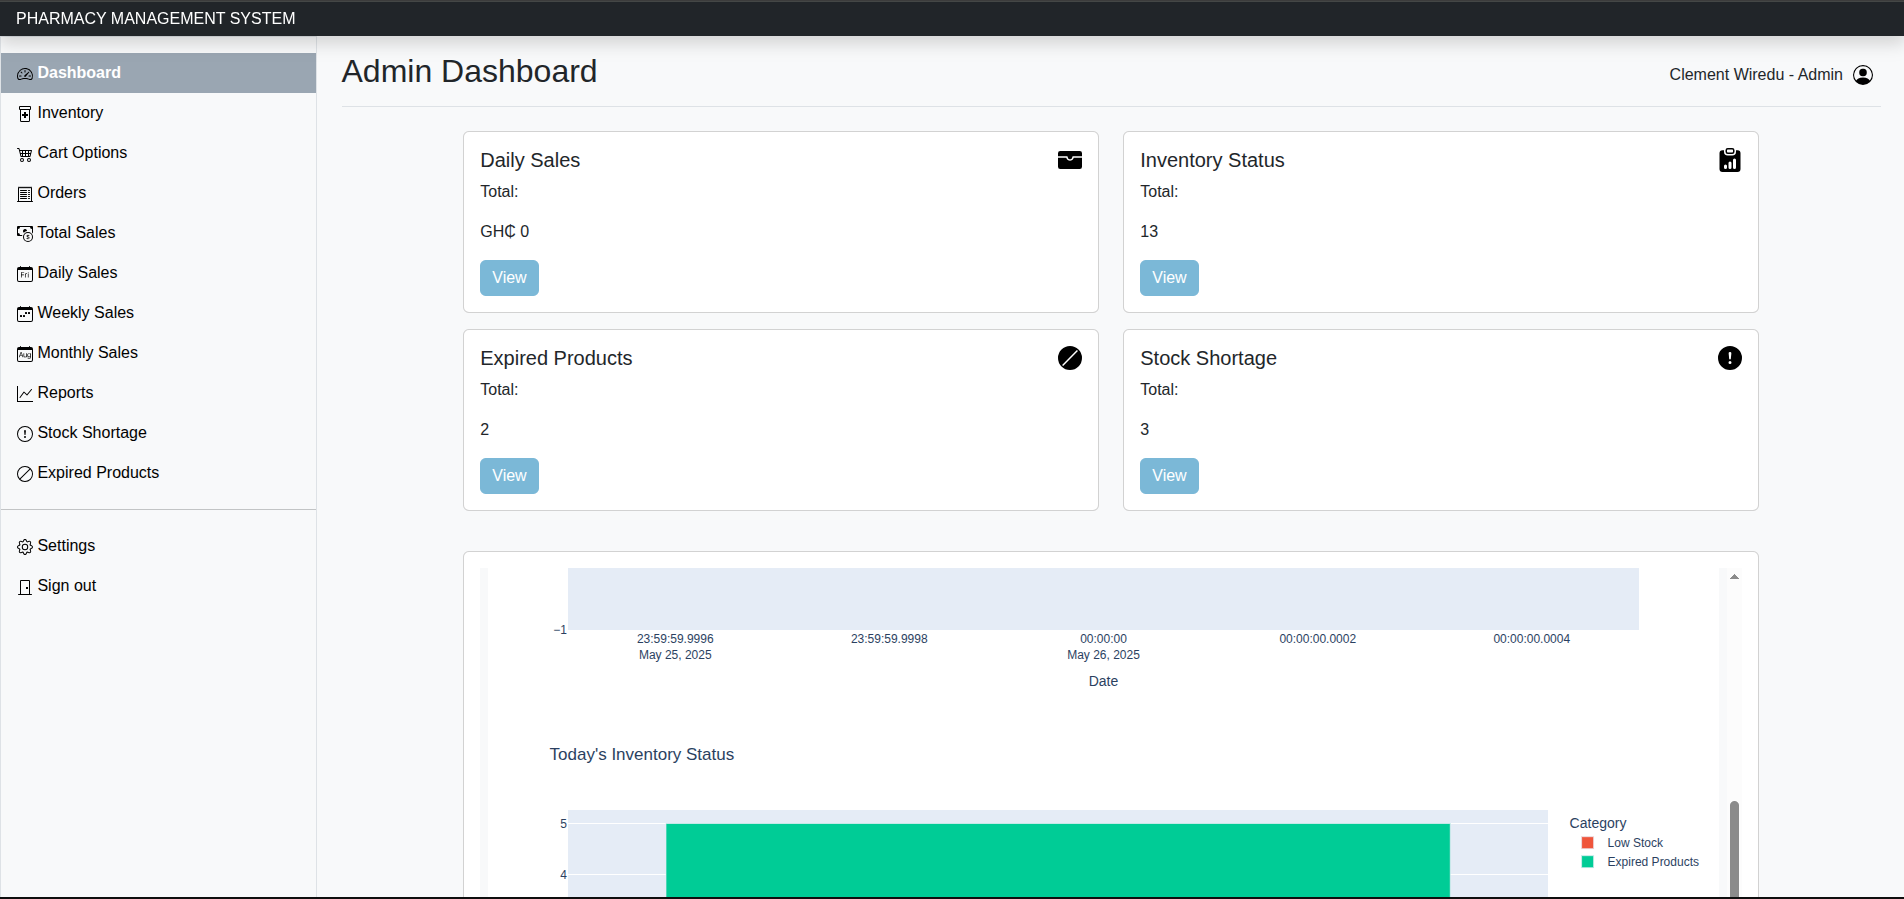 PHARMACY MANAGEMENT SYSTEM
Dashboard
Inventory
Cart Options
Orders
Total Sales
Fri Daily Sales
Weekly Sales
Aug Monthly Sales
Reports
Stock Shortage
Expired Products
Settings
Sign out
Admin Dashboard
Clement Wiredu - Admin
Daily Sales
Total:
GH₵ 0
View
Inventory Status
Total:
13
View
Expired Products
Total:
2
View
Stock Shortage
Total:
3
View
−1
23:59:59.9996 23:59:59.9998 00:00:00 00:00:00.0002 00:00:00.0004
May 25, 2025 May 26, 2025
Date
Today's Inventory Status
5
4
Category
Low Stock
Expired Products